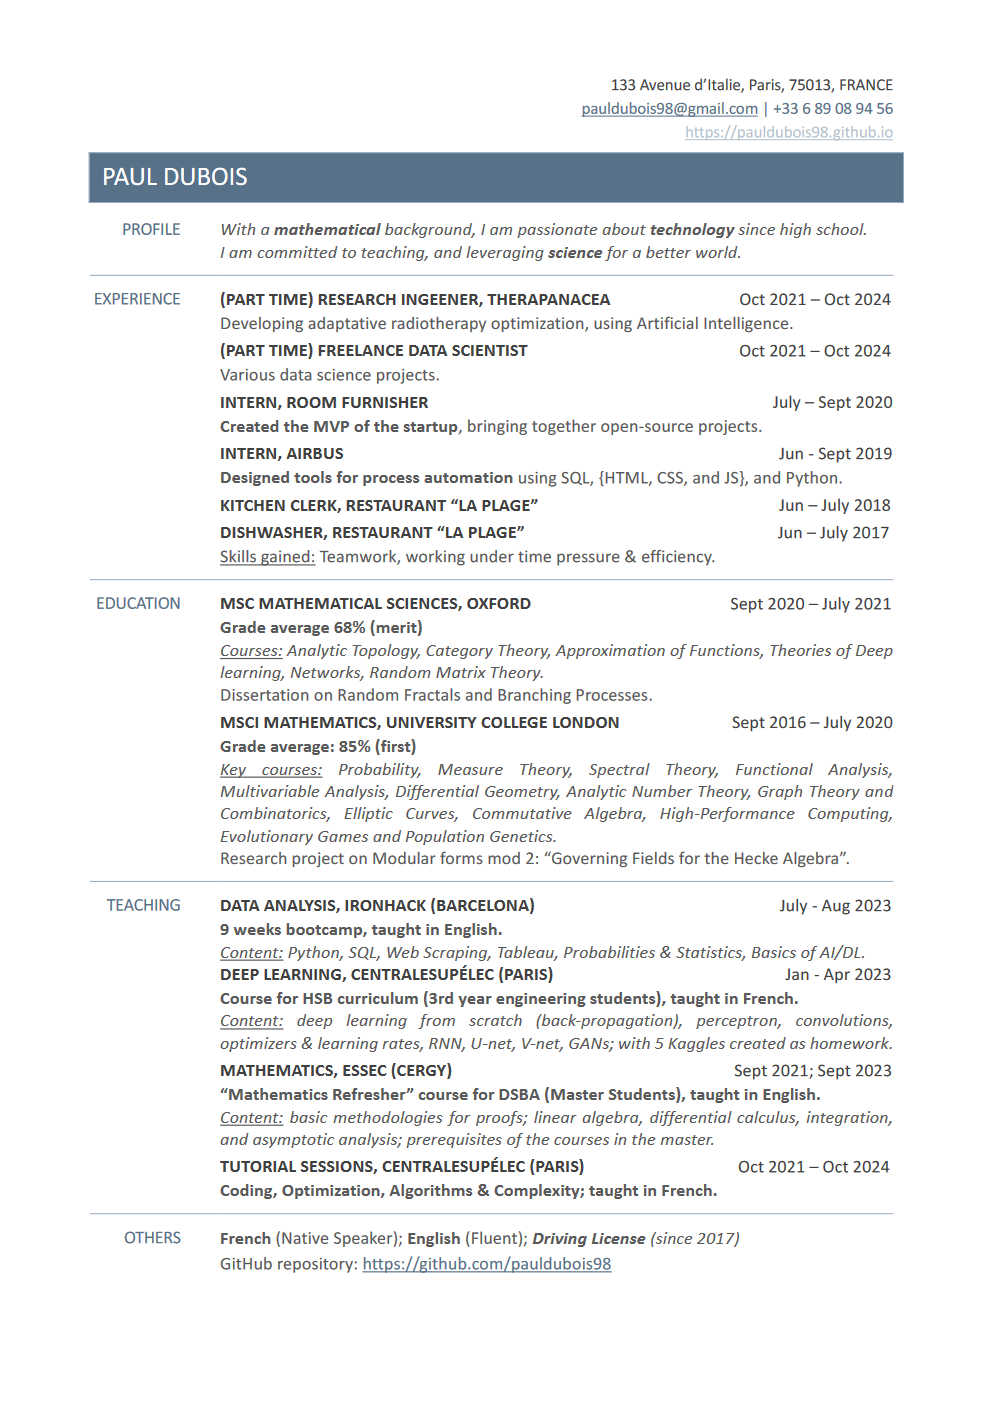 133 Avenue d’Italie, Paris, 75013, FRANCE
pauldubois98@gmail.com | +33 6 89 08 94 56
https://pauldubois98.github.io
PAUL DUBOIS
PROFILE
With a mathematical background, I am passionate about technology since high school.
I am committed to teaching, and leveraging science for a better world.
EXPERIENCE
(PART TIME) RESEARCH INGEENER, THERAPANACEA Oct 2021 – Oct 2024
Developing adaptative radiotherapy optimization, using Artificial Intelligence.
(PART TIME) FREELANCE DATA SCIENTIST Oct 2021 – Oct 2024
Various data science projects.
INTERN, ROOM FURNISHER July – Sept 2020
Created the MVP of the startup, bringing together open-source projects.
INTERN, AIRBUS Jun - Sept 2019
Designed tools for process automation using SQL, {HTML, CSS, and JS}, and Python.
KITCHEN CLERK, RESTAURANT “LA PLAGE” Jun – July 2018
DISHWASHER, RESTAURANT “LA PLAGE” Jun – July 2017
Skills gained: Teamwork, working under time pressure & efficiency.
EDUCATION
MSC MATHEMATICAL SCIENCES, OXFORD Sept 2020 – July 2021
Grade average 68% (merit)
Courses: Analytic Topology, Category Theory, Approximation of Functions, Theories of Deep
learning, Networks, Random Matrix Theory.
Dissertation on Random Fractals and Branching Processes.
MSCI MATHEMATICS, UNIVERSITY COLLEGE LONDON Sept 2016 – July 2020
Grade average: 85% (first)
Key courses: Probability, Measure Theory, Spectral Theory, Functional Analysis,
Multivariable Analysis, Differential Geometry, Analytic Number Theory, Graph Theory and
Combinatorics, Elliptic Curves, Commutative Algebra, High-Performance Computing,
Evolutionary Games and Population Genetics.
Research project on Modular forms mod 2: “Governing Fields for the Hecke Algebra”.
TEACHING
DATA ANALYSIS, IRONHACK (BARCELONA) July - Aug 2023
9 weeks bootcamp, taught in English.
Content: Python, SQL, Web Scraping, Tableau, Probabilities & Statistics, Basics of AI/DL.
DEEP LEARNING, CENTRALESUPÉLEC (PARIS) Jan - Apr 2023
Course for HSB curriculum (3rd year engineering students), taught in French.
Content: deep learning from scratch (back-propagation), perceptron, convolutions,
optimizers & learning rates, RNN, U-net, V-net, GANs; with 5 Kaggles created as homework.
MATHEMATICS, ESSEC (CERGY) Sept 2021; Sept 2023
“Mathematics Refresher” course for DSBA (Master Students), taught in English.
Content: basic methodologies for proofs; linear algebra, differential calculus, integration,
and asymptotic analysis; prerequisites of the courses in the master.
TUTORIAL SESSIONS, CENTRALESUPÉLEC (PARIS) Oct 2021 – Oct 2024
Coding, Optimization, Algorithms & Complexity; taught in French.
OTHERS
French (Native Speaker); English (Fluent); Driving License (since 2017)
GitHub repository: https://github.com/pauldubois98